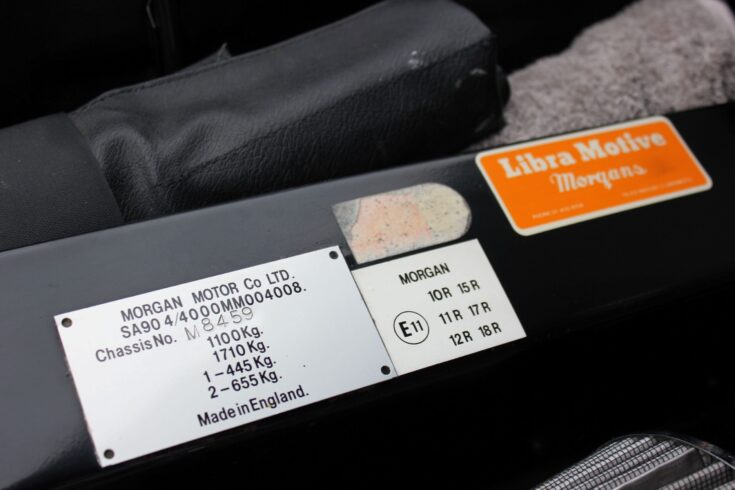 MORGAN MOTOR Co LTD.
SA90 4/4000MM004008.
Chassis No. M8459
1100Kg.
1710Kg.
1-445Kg.
2-655Kg.
Made in England.
MORGAN
E11
10R 15R
11R 17R
12R 18R
Libra Motive
Morgans